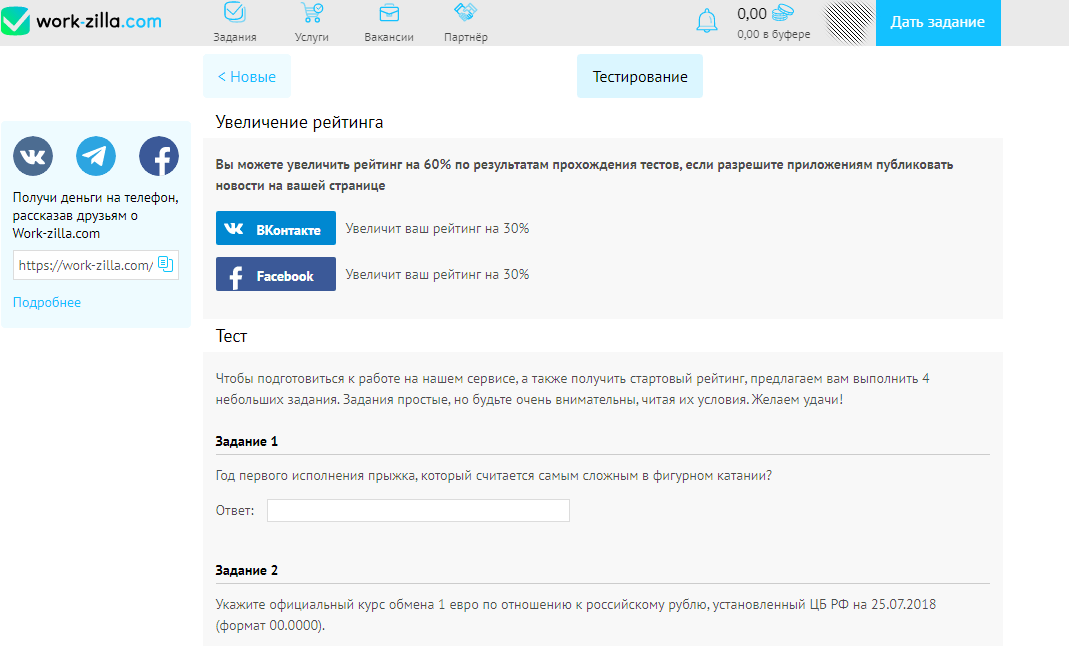 work-zilla.com
Задания
Услуги
Вакансии
Партнёр
0,00
0,00 в буфере
Дать задание
< Новые
Тестирование
Получи деньги на телефон,
рассказав друзьям о
Work-zilla.com
https://work-zilla.com/
Подробнее
Увеличение рейтинга
Вы можете увеличить рейтинг на 60% по результатам прохождения тестов, если разрешите приложениям публиковать
новости на вашей странице
ВКонтакте
Увеличит ваш рейтинг на 30%
Facebook
Увеличит ваш рейтинг на 30%
Тест
Чтобы подготовиться к работе на нашем сервисе, а также получить стартовый рейтинг, предлагаем вам выполнить 4
небольших задания. Задания простые, но будьте очень внимательны, читая их условия. Желаем удачи!
Задание 1
Год первого исполнения прыжка, который считается самым сложным в фигурном катании?
Ответ:
Задание 2
Укажите официальный курс обмена 1 евро по отношению к российскому рублю, установленный ЦБ РФ на 25.07.2018
(формат 00.0000).